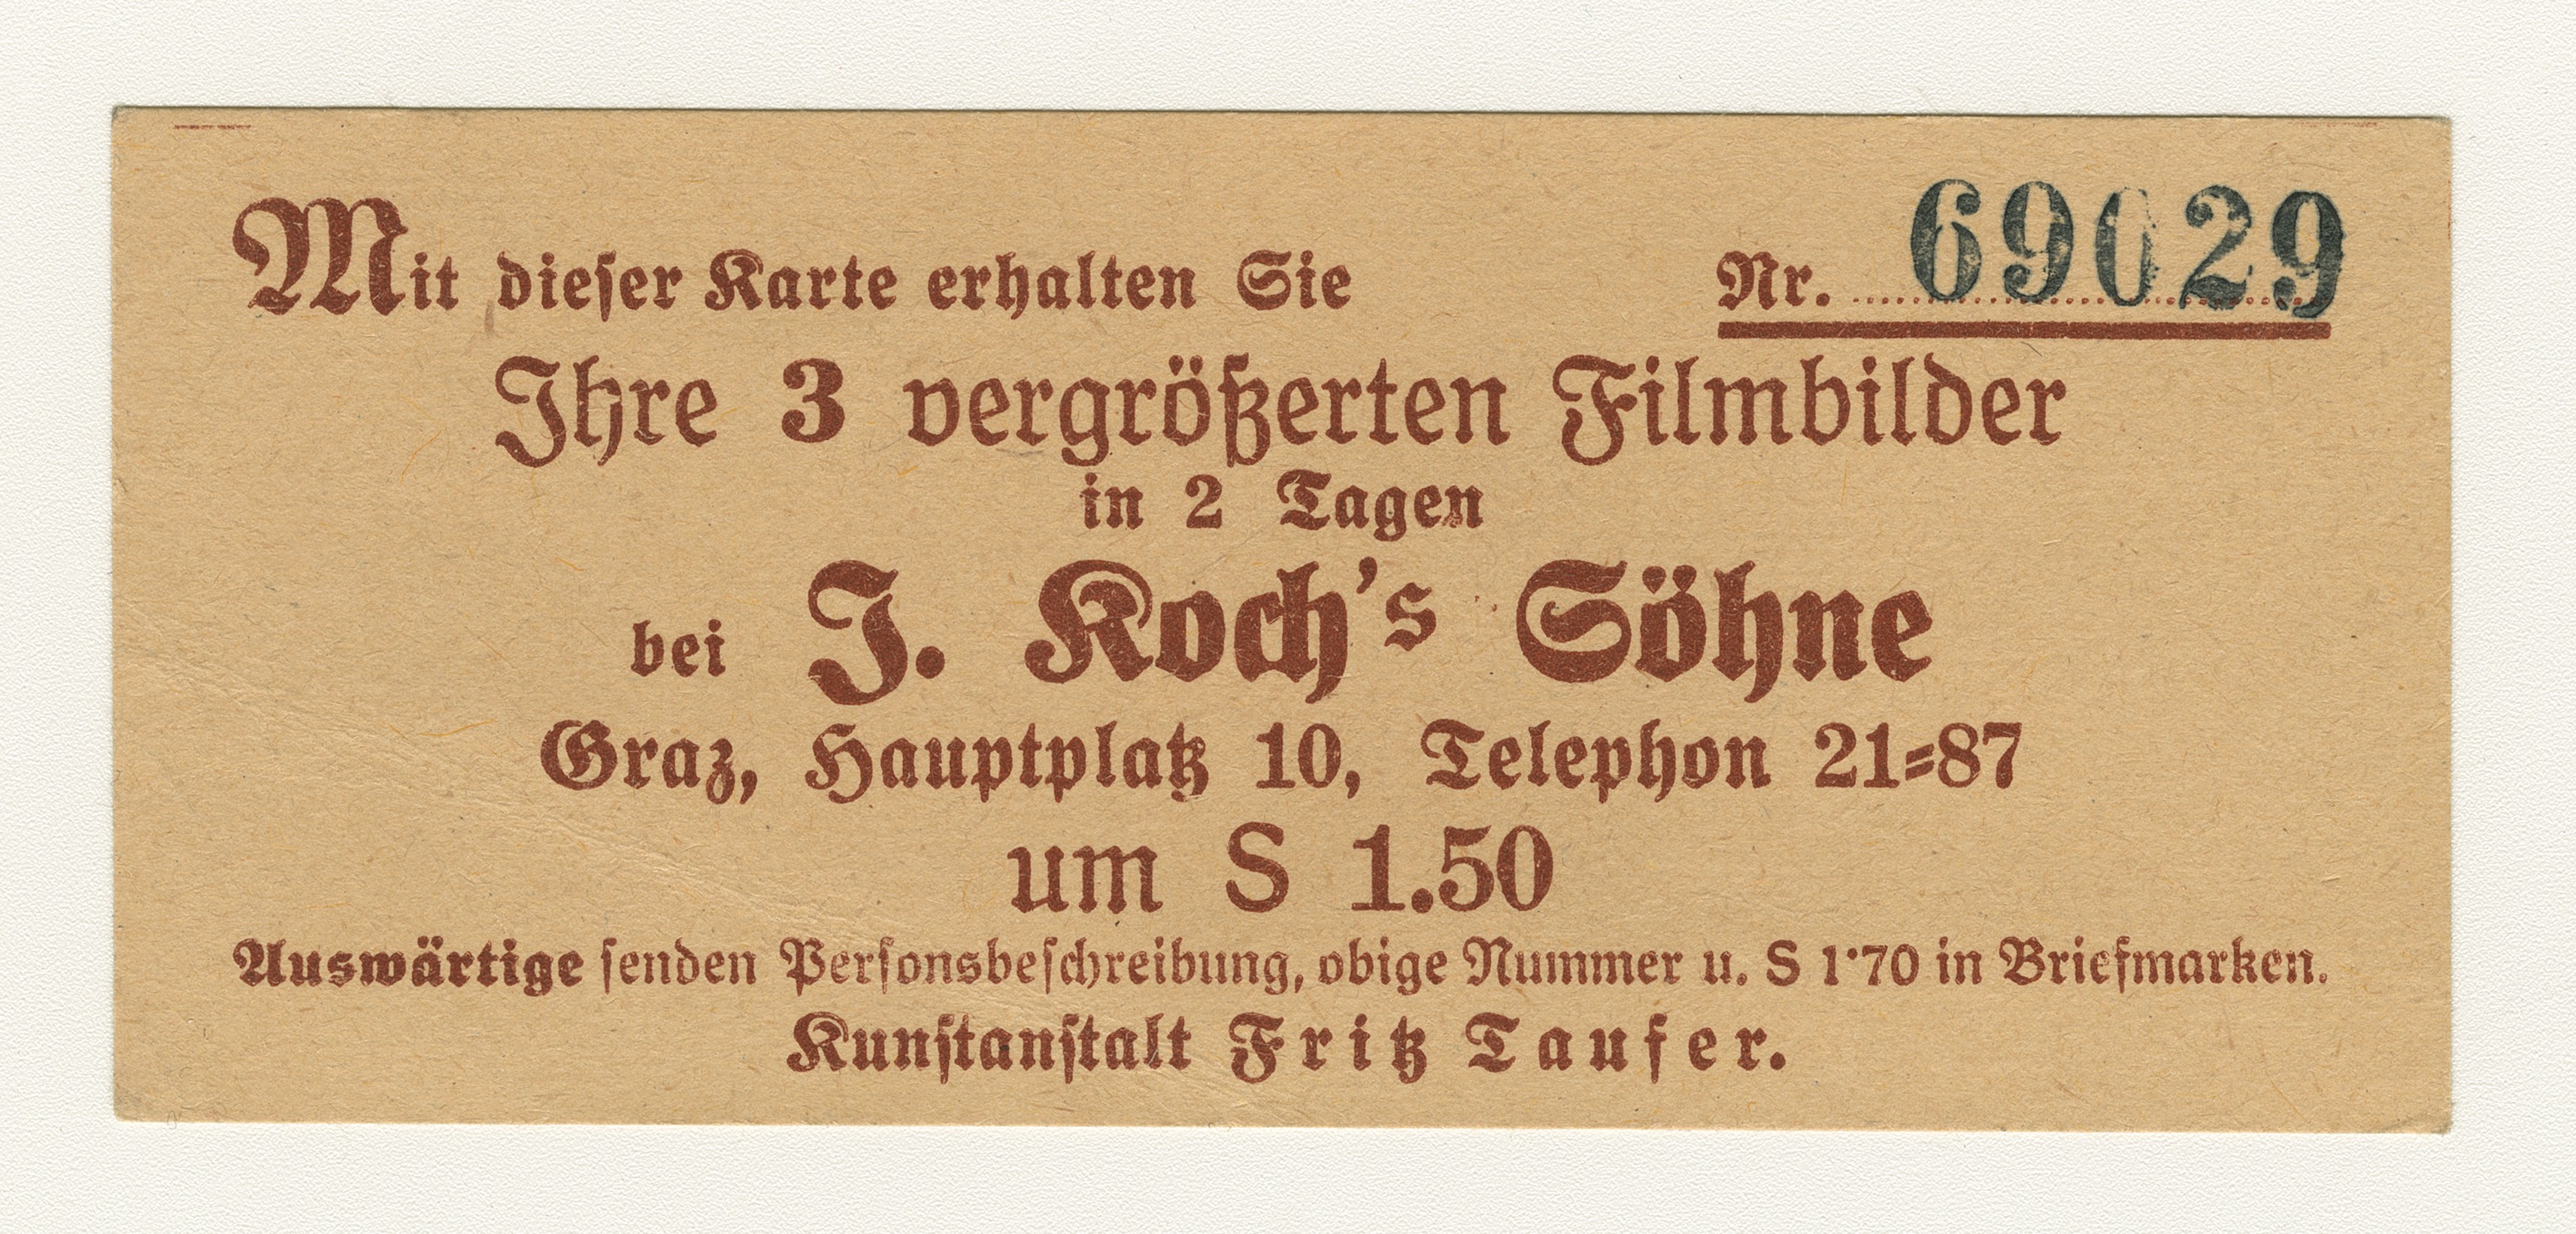 Mit dieser Karte erhalten Sie Nr. 69029
Ihre 3 vergrößerten Filmbilder
in 2 Tagen
bei J. Koch's Söhne
Graz, Hauptplatz 10, Telephon 21=87
um S 1.50
Auswärtige senden Personsbeschreibung, obige Nummer u. S 1·70 in Briefmarken.
Kunstanstalt Fritz Taufer.